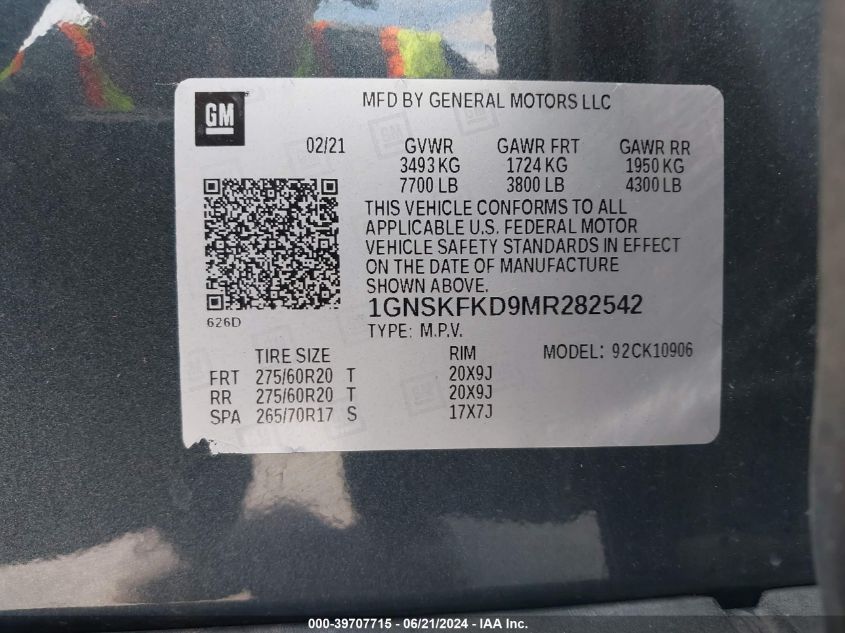 GM
MFD BY GENERAL MOTORS LLC
02/21 GVWR GAWR FRT GAWR RR
3493 KG 1724 KG 1950 KG
7700 LB 3800 LB 4300 LB
THIS VEHICLE CONFORMS TO ALL
APPLICABLE U.S. FEDERAL MOTOR
VEHICLE SAFETY STANDARDS IN EFFECT
ON THE DATE OF MANUFACTURE
SHOWN ABOVE.
626D
1GNSKFKD9MR282542
TYPE: M.P.V.
TIRE SIZE RIM MODEL: 92CK10906
FRT 275/60R20 T 20X9J
RR 275/60R20 T 20X9J
SPA 265/70R17 S 17X7J
000-39707715 - 06/21/2024 - IAA Inc.